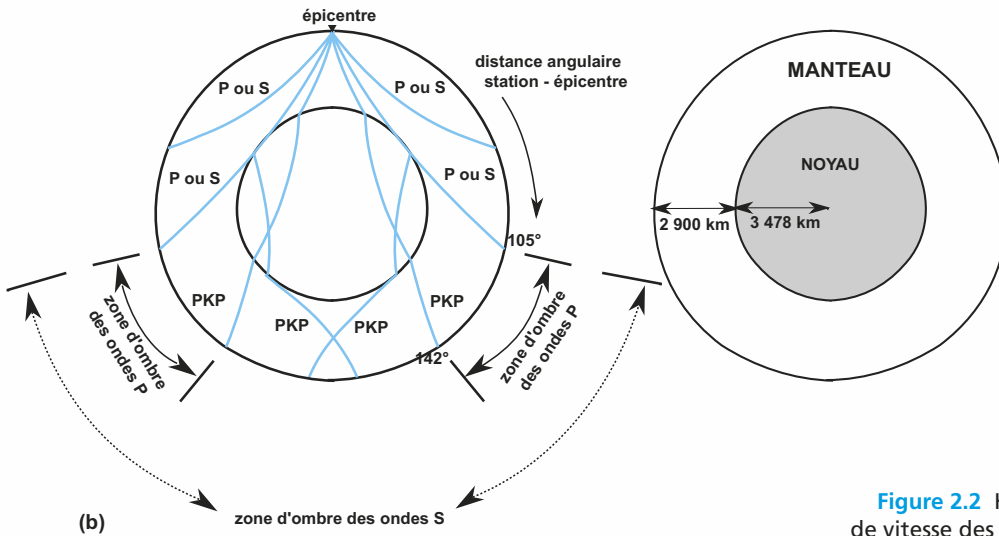 épicentre
distance angulaire
station - épicentre
P ou S
P ou S
P ou S
P ou S
105°
142°
PKP
PKP
PKP
PKP
zone d'ombre
des ondes P
zone d'ombre
des ondes P
zone d'ombre des ondes S
(b)
MANTEAU
NOYAU
2 900 km
3 478 km
Figure 2.2
de vitesse des